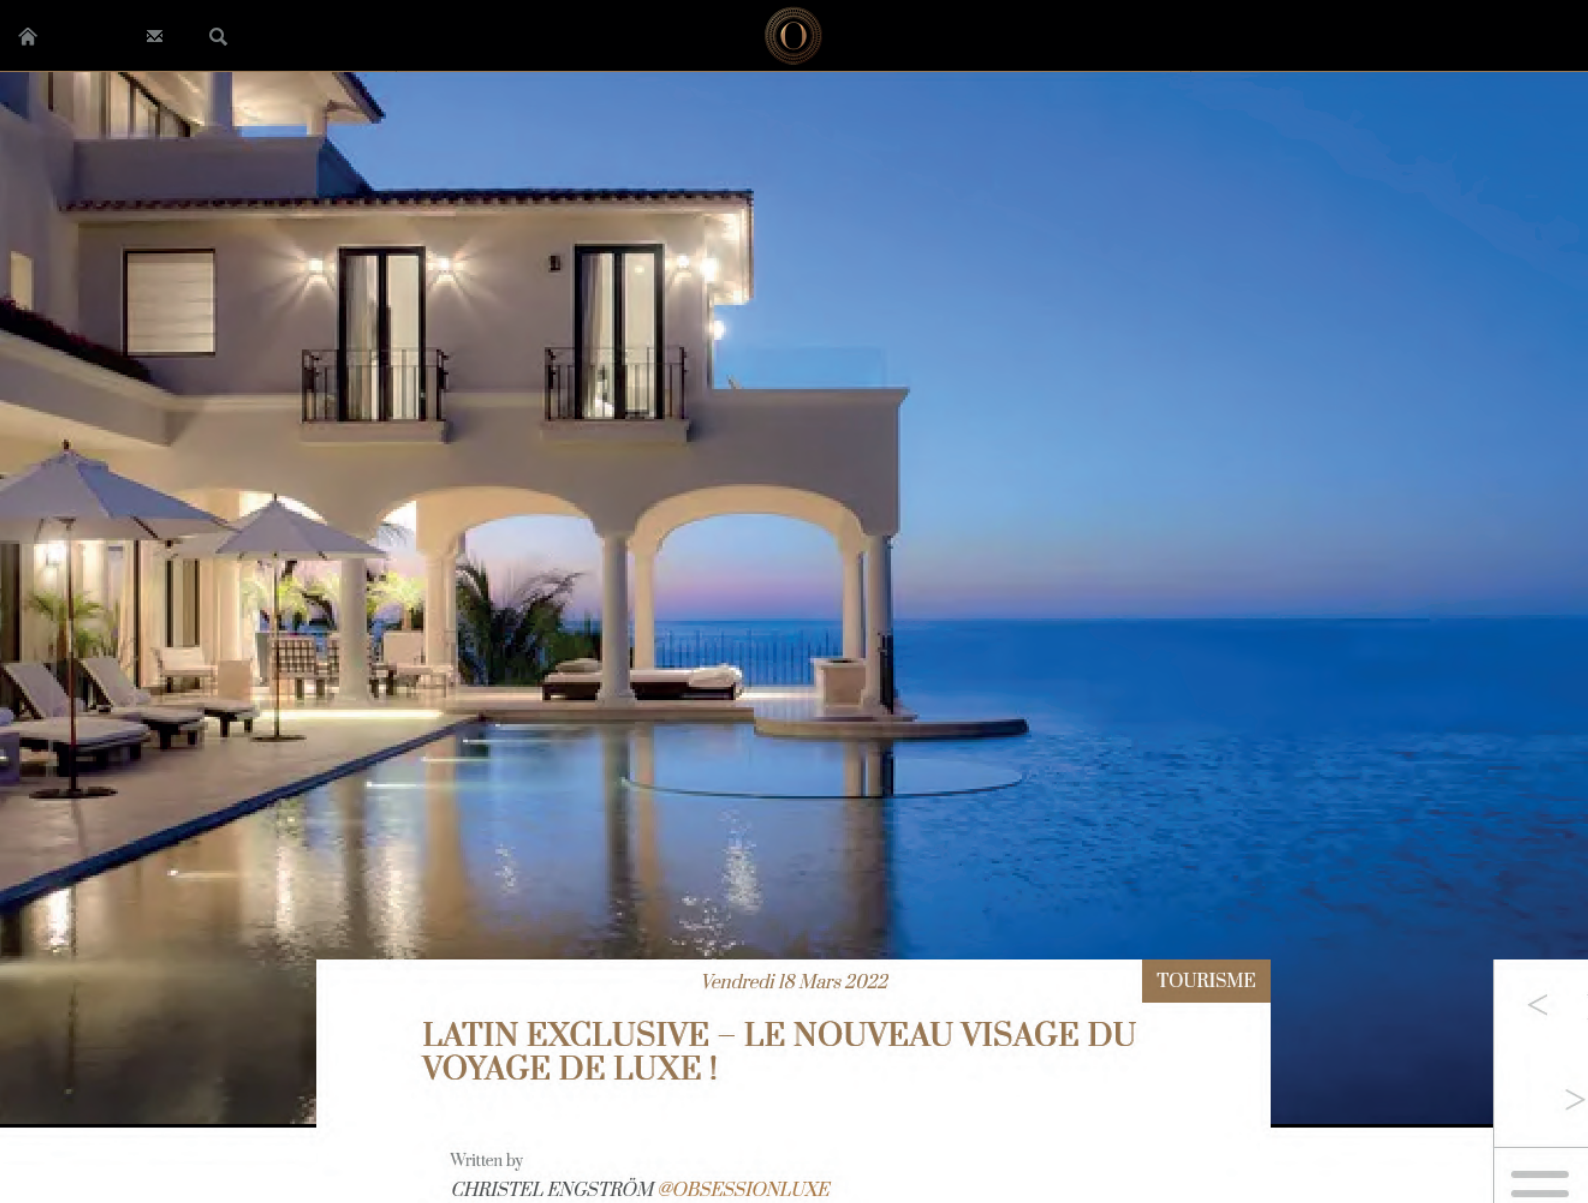 O
Vendredi 18 Mars 2022
TOURISME
LATIN EXCLUSIVE – LE NOUVEAU VISAGE DU
VOYAGE DE LUXE !
Written by
CHRISTEL ENGSTRÖM @OBSESSIONLUXE